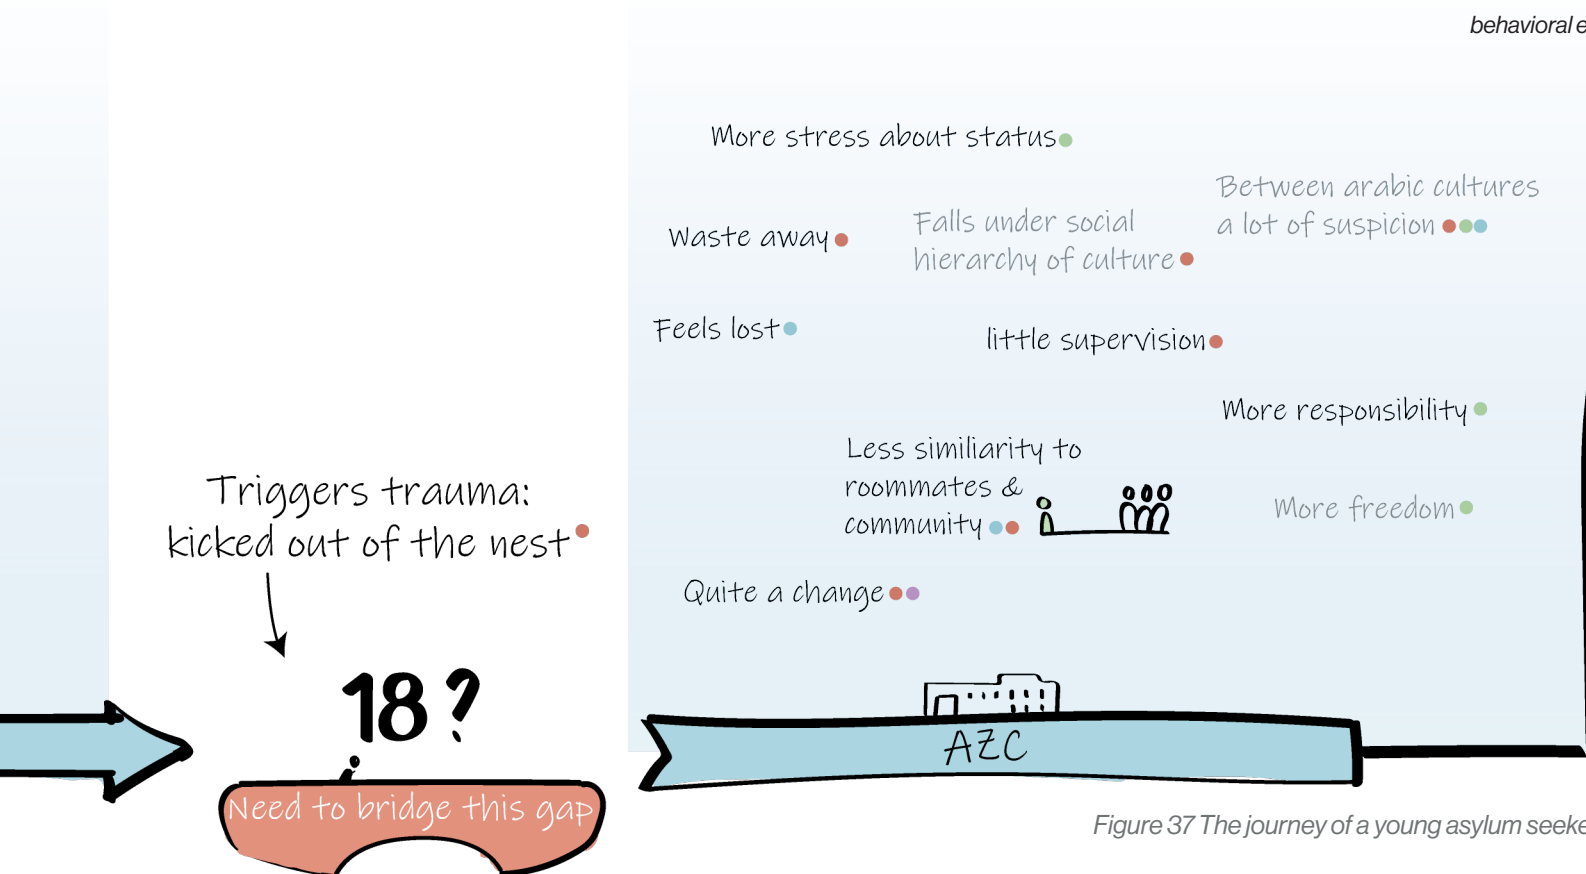 behavioral e
More stress about status
Between arabic cultures
a lot of suspicion
Falls under social
hierarchy of culture
Waste away
Feels lost
little supervision
More responsibility
Less similiarity to
roommates &
community
More freedom
Triggers trauma:
kicked out of the nest
Quite a change
18?
AZC
Need to bridge this gap
Figure 37 The journey of a young asylum seeke